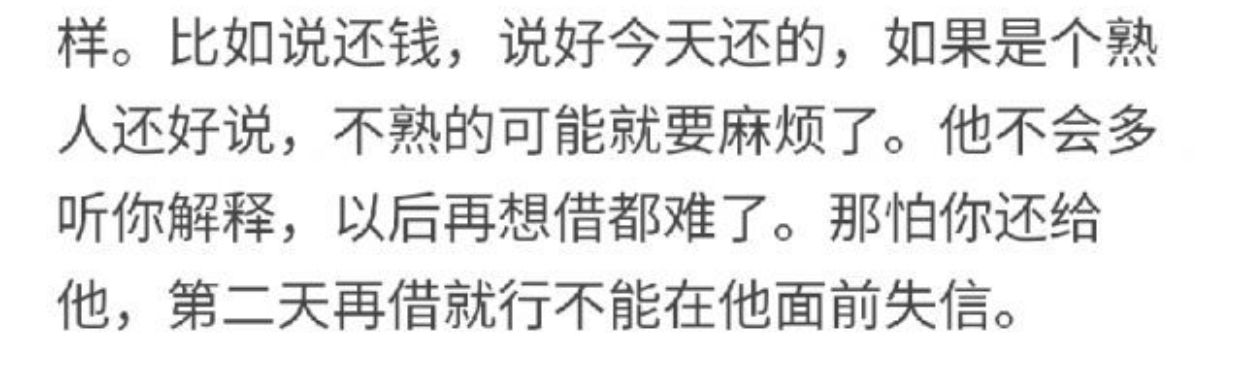 样。比如说还钱，说好今天还的，如果是个熟
人还好说，不熟的可能就要麻烦了。他不会多
听你解释，以后再想借都难了。那怕你还给
他，第二天再借就行不能在他面前失信。